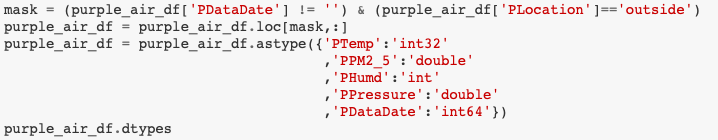 mask = (purple_air_df['PDataDate'] != '') & (purple_air_df['PLocation']=='outside')
purple_air_df = purple_air_df.loc[mask,:]
purple_air_df = purple_air_df.astype({'PTemp':'int32'
,'PPM2_5':'double'
,'PHumd':'int'
,'PPressure':'double'
,'PDataDate':'int64'})
purple_air_df.dtypes